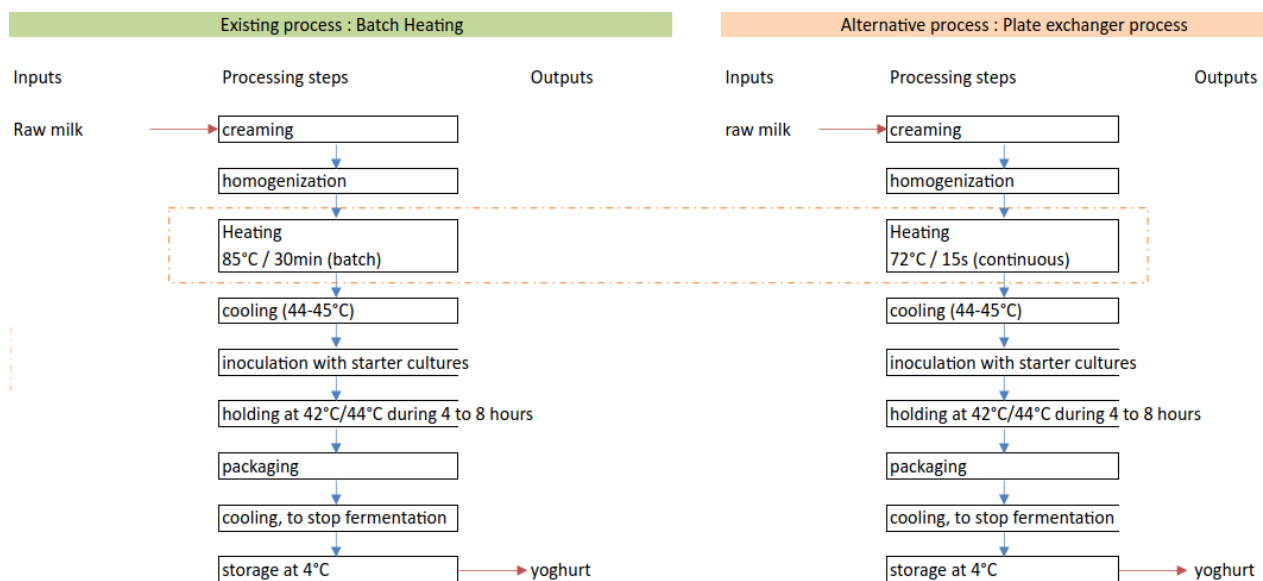 Existing process : Batch Heating
Alternative process : Plate exchanger process
Inputs
Processing steps
Outputs
Inputs
Processing steps
Outputs
Raw milk
creaming
raw milk
creaming
homogenization
homogenization
Heating
85°C / 30min (batch)
Heating
72°C / 15s (continuous)
cooling (44-45°C)
cooling (44-45°C)
inoculation with starter cultures
inoculation with starter cultures
holding at 42°C/44°C during 4 to 8 hours
holding at 42°C/44°C during 4 to 8 hours
packaging
packaging
cooling, to stop fermentation
cooling, to stop fermentation
storage at 4°C
yoghurt
storage at 4°C
yoghurt